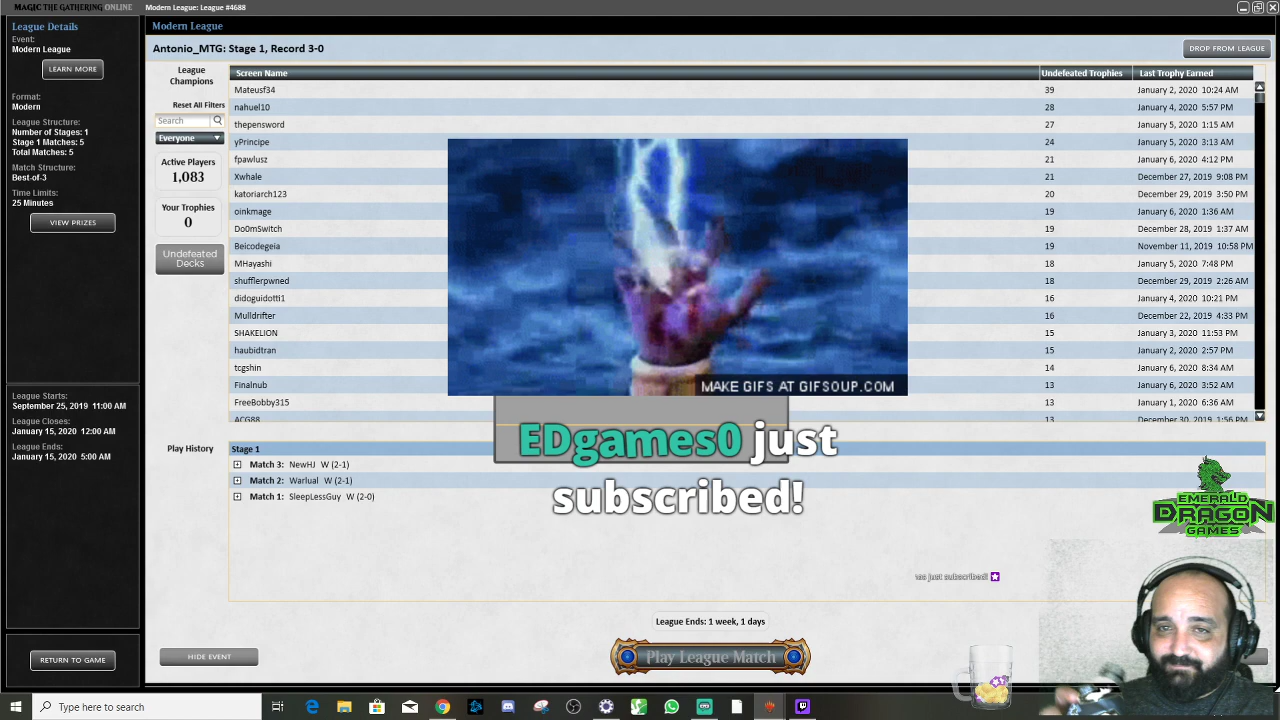 MAGIC THE GATHERING ONLINE
Modern League: League #4688
League Details
Event:
Modern League
LEARN MORE
Format:
Modern
League Structure:
Number of Stages: 1
Stage 1 Matches: 5
Total Matches: 5
Match Structure:
Best-of-3
Time Limits:
25 Minutes
VIEW PRIZES
League Starts:
September 25, 2019 11:00 AM
League Closes:
January 15, 2020 12:00 AM
League Ends:
January 15, 2020 5:00 AM
RETURN TO GAME
Modern League
Antonio_MTG: Stage 1, Record 3-0
DROP FROM LEAGUE
League
Champions
Reset All Filters
Search
Everyone
Active Players
1,083
Your Trophies
0
Undefeated
Decks
Screen Name Undefeated Trophies Last Trophy Earned
Mateusf34 39 January 2, 2020 10:24 AM
nahuel10 28 January 4, 2020 5:57 PM
thepensword 27 January 5, 2020 1:15 AM
yPrincipe 24 January 5, 2020 3:13 AM
fpawlusz 21 January 6, 2020 4:12 PM
Xwhale 21 December 27, 2019 9:08 PM
katoriarch123 20 December 29, 2019 3:50 PM
oinkmage 19 January 6, 2020 1:36 AM
Do0mSwitch 19 December 28, 2019 1:37 AM
Beicodegeia 19 November 11, 2019 10:58 PM
MHayashi 18 January 5, 2020 7:48 PM
shufflerpwned 18 December 29, 2019 2:26 AM
didoguidotti1 16 January 4, 2020 10:21 PM
Mulldrifter 16 December 22, 2019 4:33 PM
SHAKELION 15 January 3, 2020 11:53 PM
haubidtran 15 January 2, 2020 2:57 PM
tcgshin 14 January 6, 2020 8:34 AM
Finalnub 13 January 6, 2020 3:52 AM
FreeBobby315 13 January 1, 2020 6:36 AM
ACG88 13 December 30, 2019 1:56 PM
MAKE GIFS AT GIFSOUP.COM
EDgames0 just
subscribed!
Play History
Stage 1
Match 3: NewHJ W (2-1)
Match 2: Warlual W (2-1)
Match 1: SleepLessGuy W (2-0)
EMERALD
DRAGON
GAMES
just subscribed!
League Ends: 1 week, 1 days
HIDE EVENT
Play League Match
Type here to search